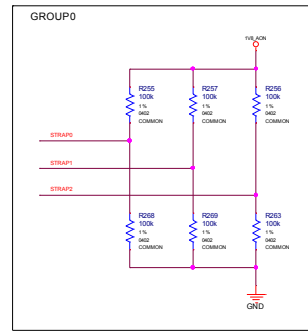 GROUP0
1V8_AON
R255
100k
1%
0402
COMMON
R257
100k
1%
0402
COMMON
R256
100k
1%
0402
COMMON
STRAP0
STRAP1
STRAP2
R268
100k
1%
0402
COMMON
R269
100k
1%
0402
COMMON
R263
100k
1%
0402
COMMON
GND